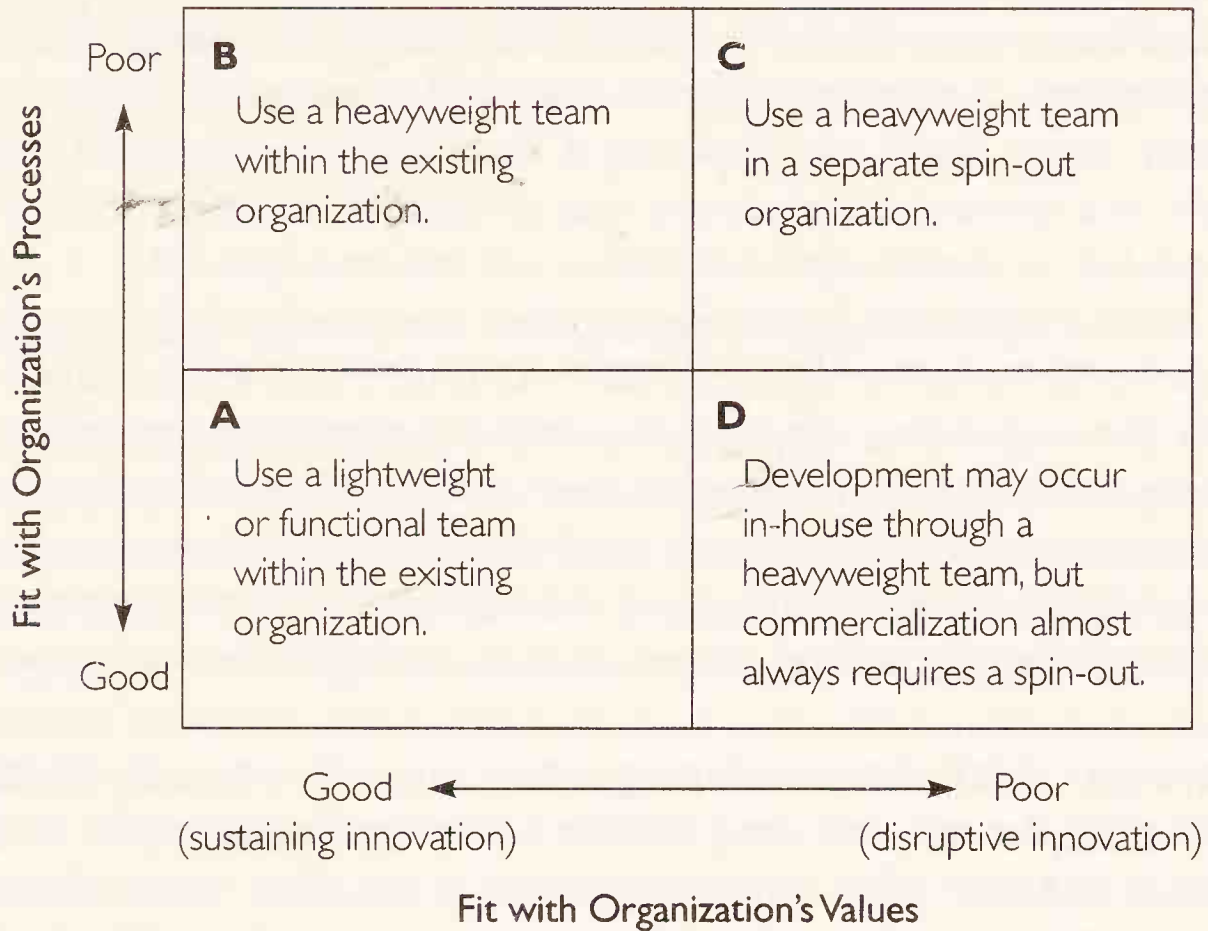 Fit with Organization's Processes
Poor
Good
B
Use a heavyweight team
within the existing
organization.
C
Use a heavyweight team
in a separate spin-out
organization.
A
Use a lightweight
or functional team
within the existing
organization.
D
Development may occur
in-house through a
heavyweight team, but
commercialization almost
always requires a spin-out.
Good
(sustaining innovation)
Poor
(disruptive innovation)
Fit with Organization's Values